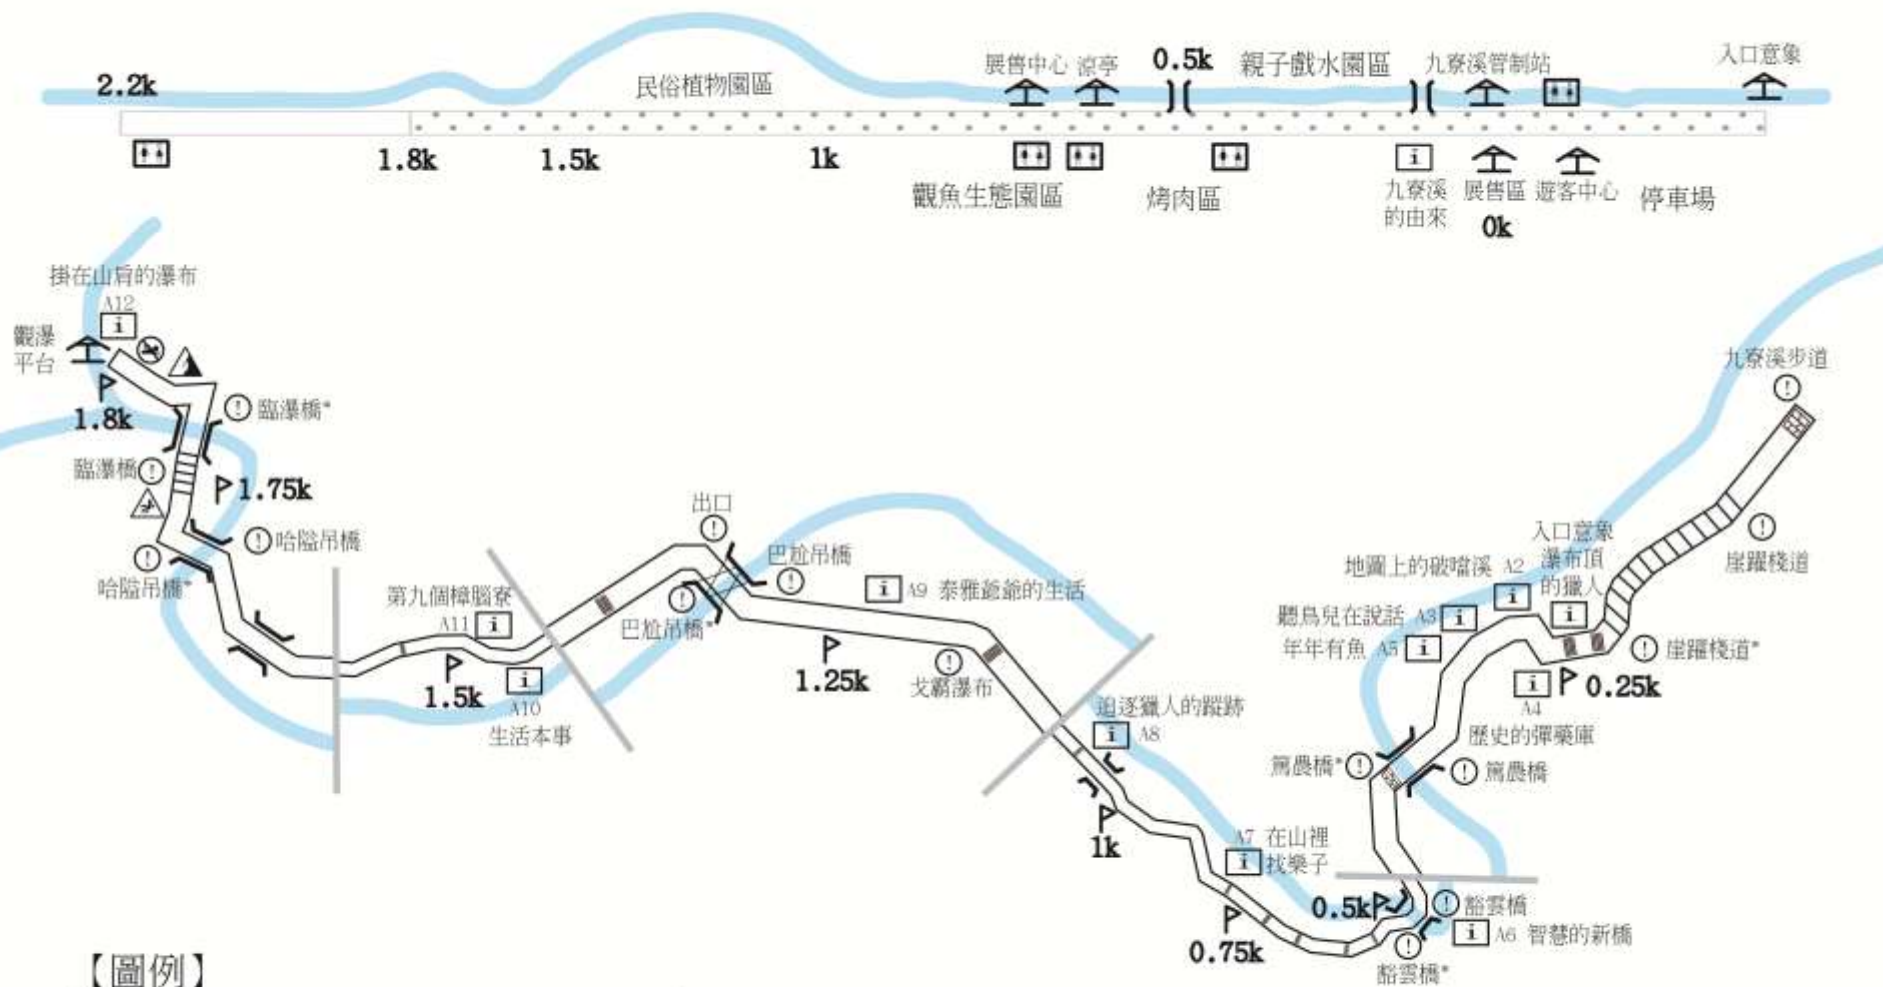 2.2k
民俗植物園區
展售中心
涼亭
0.5k
親子戲水園區
九寮溪管制站
入口意象
1.8k
1.5k
1k
觀魚生態園區
烤肉區
i
九寮溪
的由來
展售區
0k
遊客中心
停車場
掛在山肩的瀑布
A12
i
觀瀑
平台
1.8k
! 臨瀑橋*
臨瀑橋 !
1.75k
! 哈隘吊橋
!
哈隘吊橋*
第九個樟腦寮
A11 i
1.5k
i
A10
生活本事
出口
!
巴尬吊橋
!
!
巴尬吊橋*
i A9 泰雅爺爺的生活
1.25k
!
戈霸瀑布
追逐獵人的蹤跡
i A8
1k
A7 在山裡
i 找樂子
0.75k
0.5k
! 豁雲橋
i A6 智慧的新橋
!
豁雲橋*
九寮溪步道
!
!
崖躍棧道
入口意象
瀑布頂
的獵人
i
地圖上的破噹溪 A2
i
聽鳥兒在說話 A3 i
年年有魚 A5 i
! 崖躍棧道*
i
A4
0.25k
歷史的彈藥庫
篤農橋* !
! 篤農橋
【圖例】